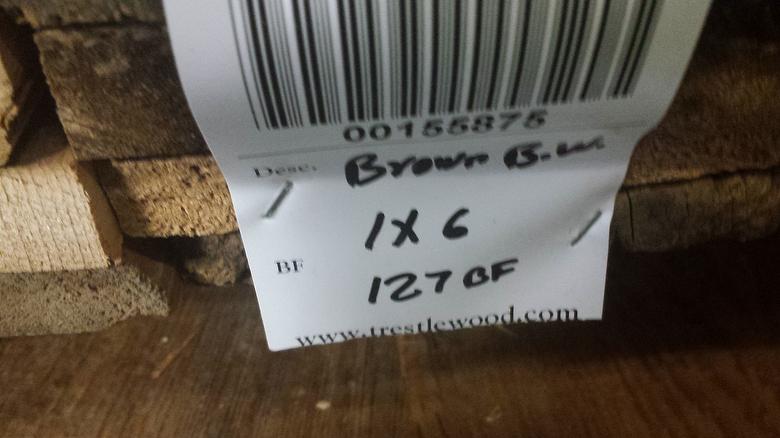 00155875
Desc. Brown B.W.
1X6
BF 127 BF
www.trestlewood.com